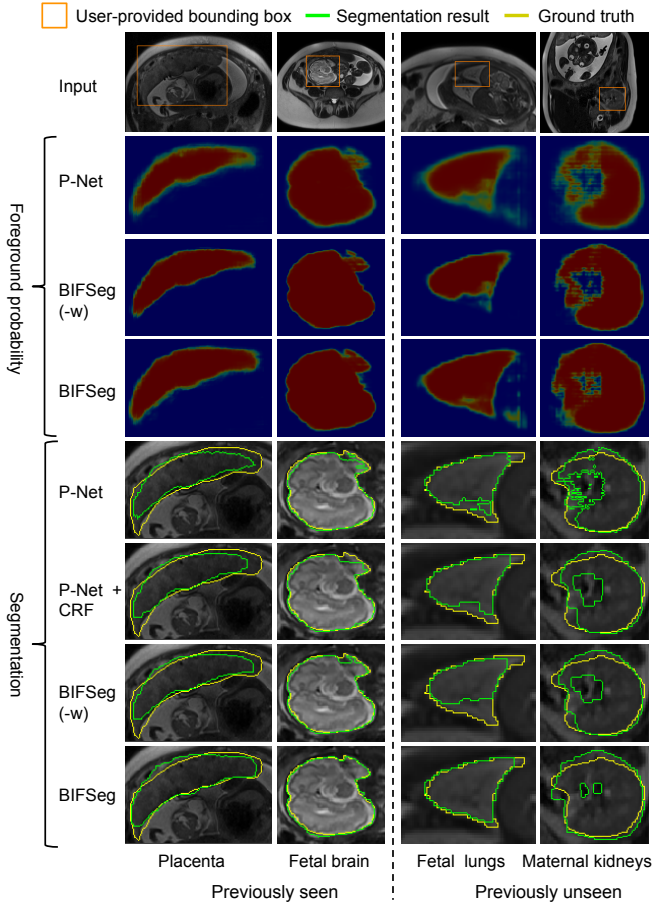 User-provided bounding box Segmentation result Ground truth
Input
Foreground probability
P-Net
BIFSeg
(-w)
BIFSeg
Segmentation
P-Net
P-Net +
CRF
BIFSeg
(-w)
BIFSeg
Placenta Fetal brain Fetal lungs Maternal kidneys
Previously seen Previously unseen